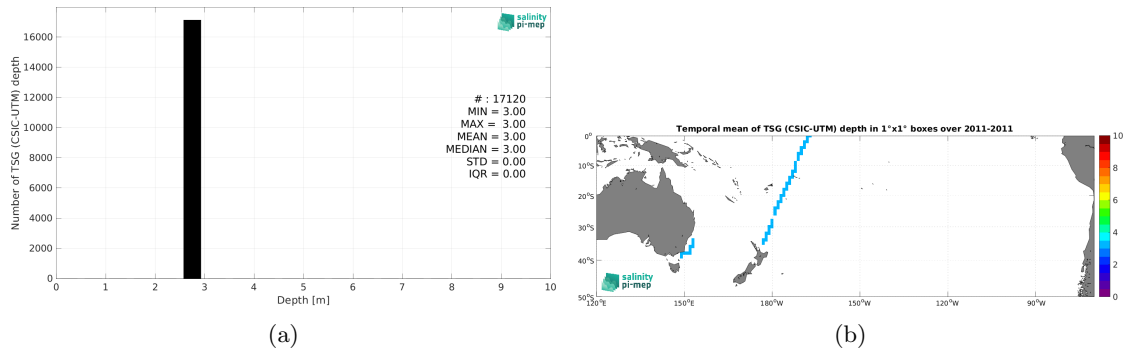 salinity
pi-mep
Number of TSG (CSIC-UTM) depth
16000
14000
12000
10000
8000
6000
4000
2000
0
# : 17120
MIN = 3.00
MAX = 3.00
MEAN = 3.00
MEDIAN = 3.00
STD = 0.00
IQR = 0.00
0 1 2 3 4 5 6 7 8 9 10
Depth [m]
(a)
Temporal mean of TSG (CSIC-UTM) depth in 1°x1° boxes over 2011-2011
0°
10°S
20°S
30°S
40°S
50°S
120°E 150°E 180°W 150°W 120°W 90°W
salinity
pi-mep
10
8
6
4
2
0
(b)